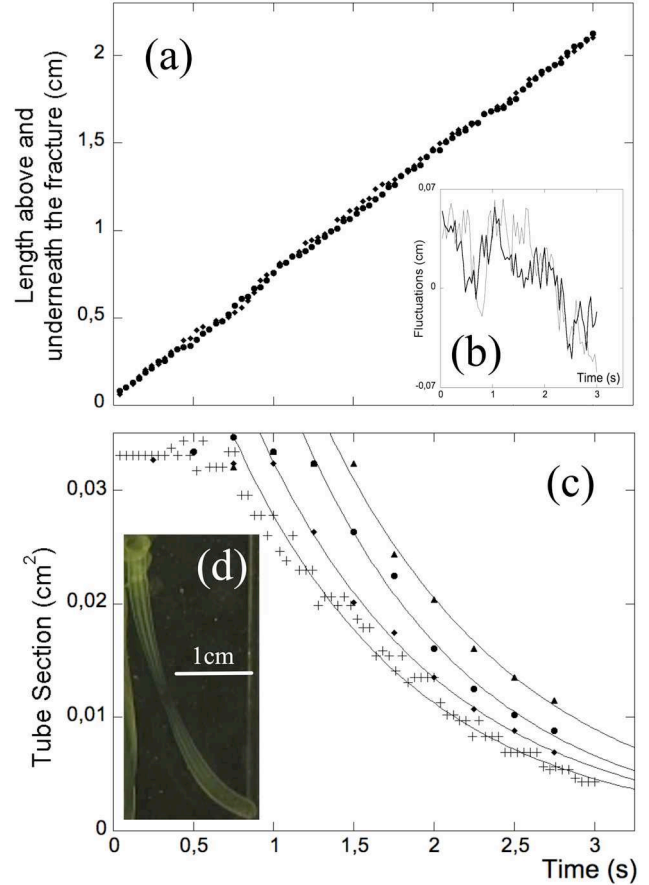 (a)
Length above and
underneath the fracture (cm)
2
1,5
1
0,5
0
0,07
0
-0,07
Fluctuations (cm)
(b)
Time (s)
0
1
2
3
(c)
Tube Section (cm²)
0,03
0,02
0,01
0
(d)
1cm
0
0,5
1
1,5
2
2,5
3
Time (s)